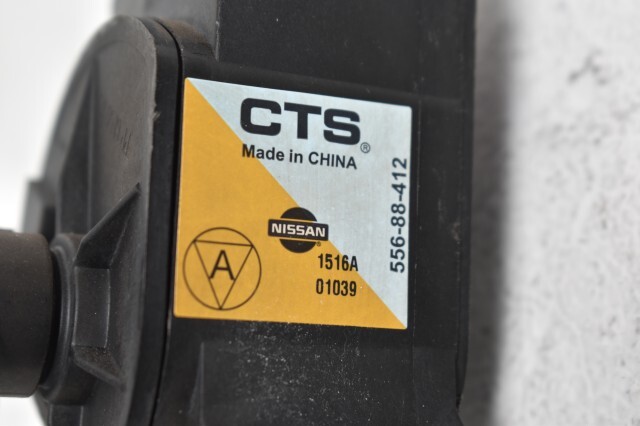 CTS®
Made in CHINA
556-88-412
NISSAN®
A
1516A
01039